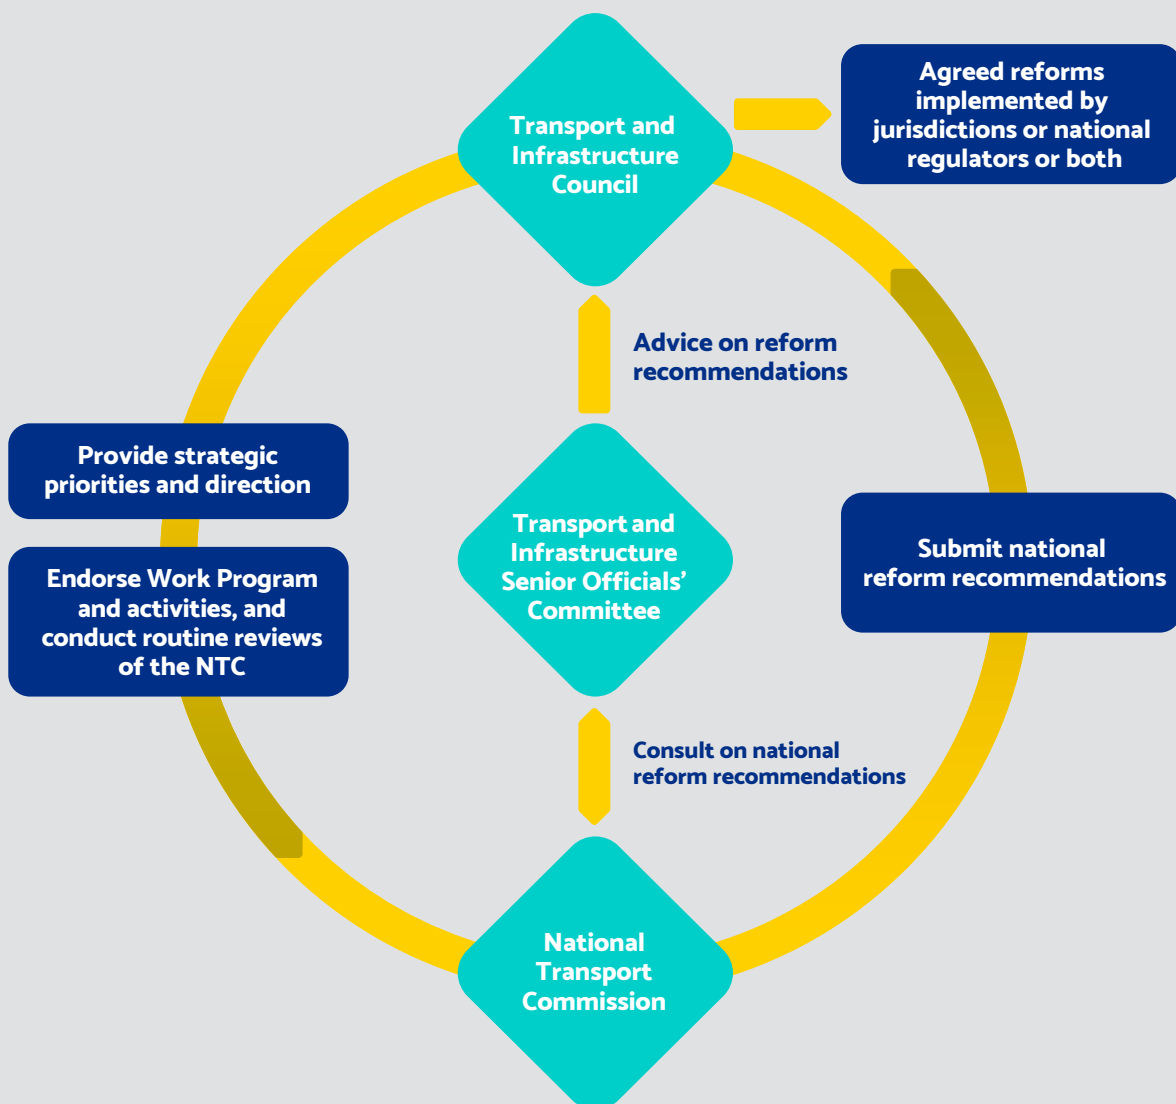 Transport and
Infrastructure
Council
Agreed reforms
implemented by
jurisdictions or national
regulators or both
Advice on reform
recommendations
Provide strategic
priorities and direction
Endorse Work Program
and activities, and
conduct routine reviews
of the NTC
Transport and
Infrastructure
Senior Officials’
Committee
Submit national
reform recommendations
Consult on national
reform recommendations
National
Transport
Commission